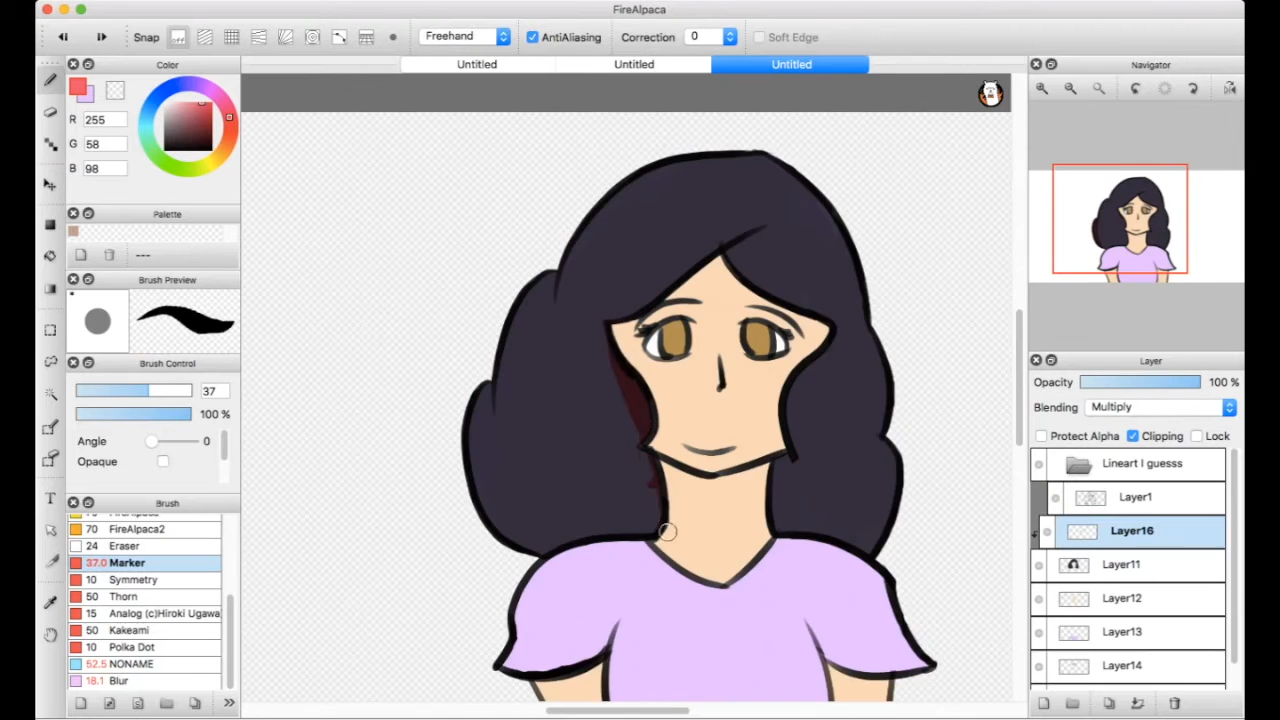 FireAlpaca
Snap
off
Freehand
AntiAliasing
Correction
0
Soft Edge
Color
Untitled
Untitled
Untitled
Navigator
R 255
G 58
B 98
Palette
---
Brush Preview
Brush Control
37
100 %
Angle
0
Opaque
Brush
70 FireAlpaca2
24 Eraser
37.0 Marker
10 Symmetry
50 Thorn
15 Analog (c)Hiroki Ugawa
50 Kakeami
10 Polka Dot
52.5 NONAME
18.1 Blur
Layer
Opacity
100 %
Blending
Multiply
Protect Alpha
Clipping
Lock
Lineart I guesss
Layer1
Layer16
Layer11
Layer12
Layer13
Layer14